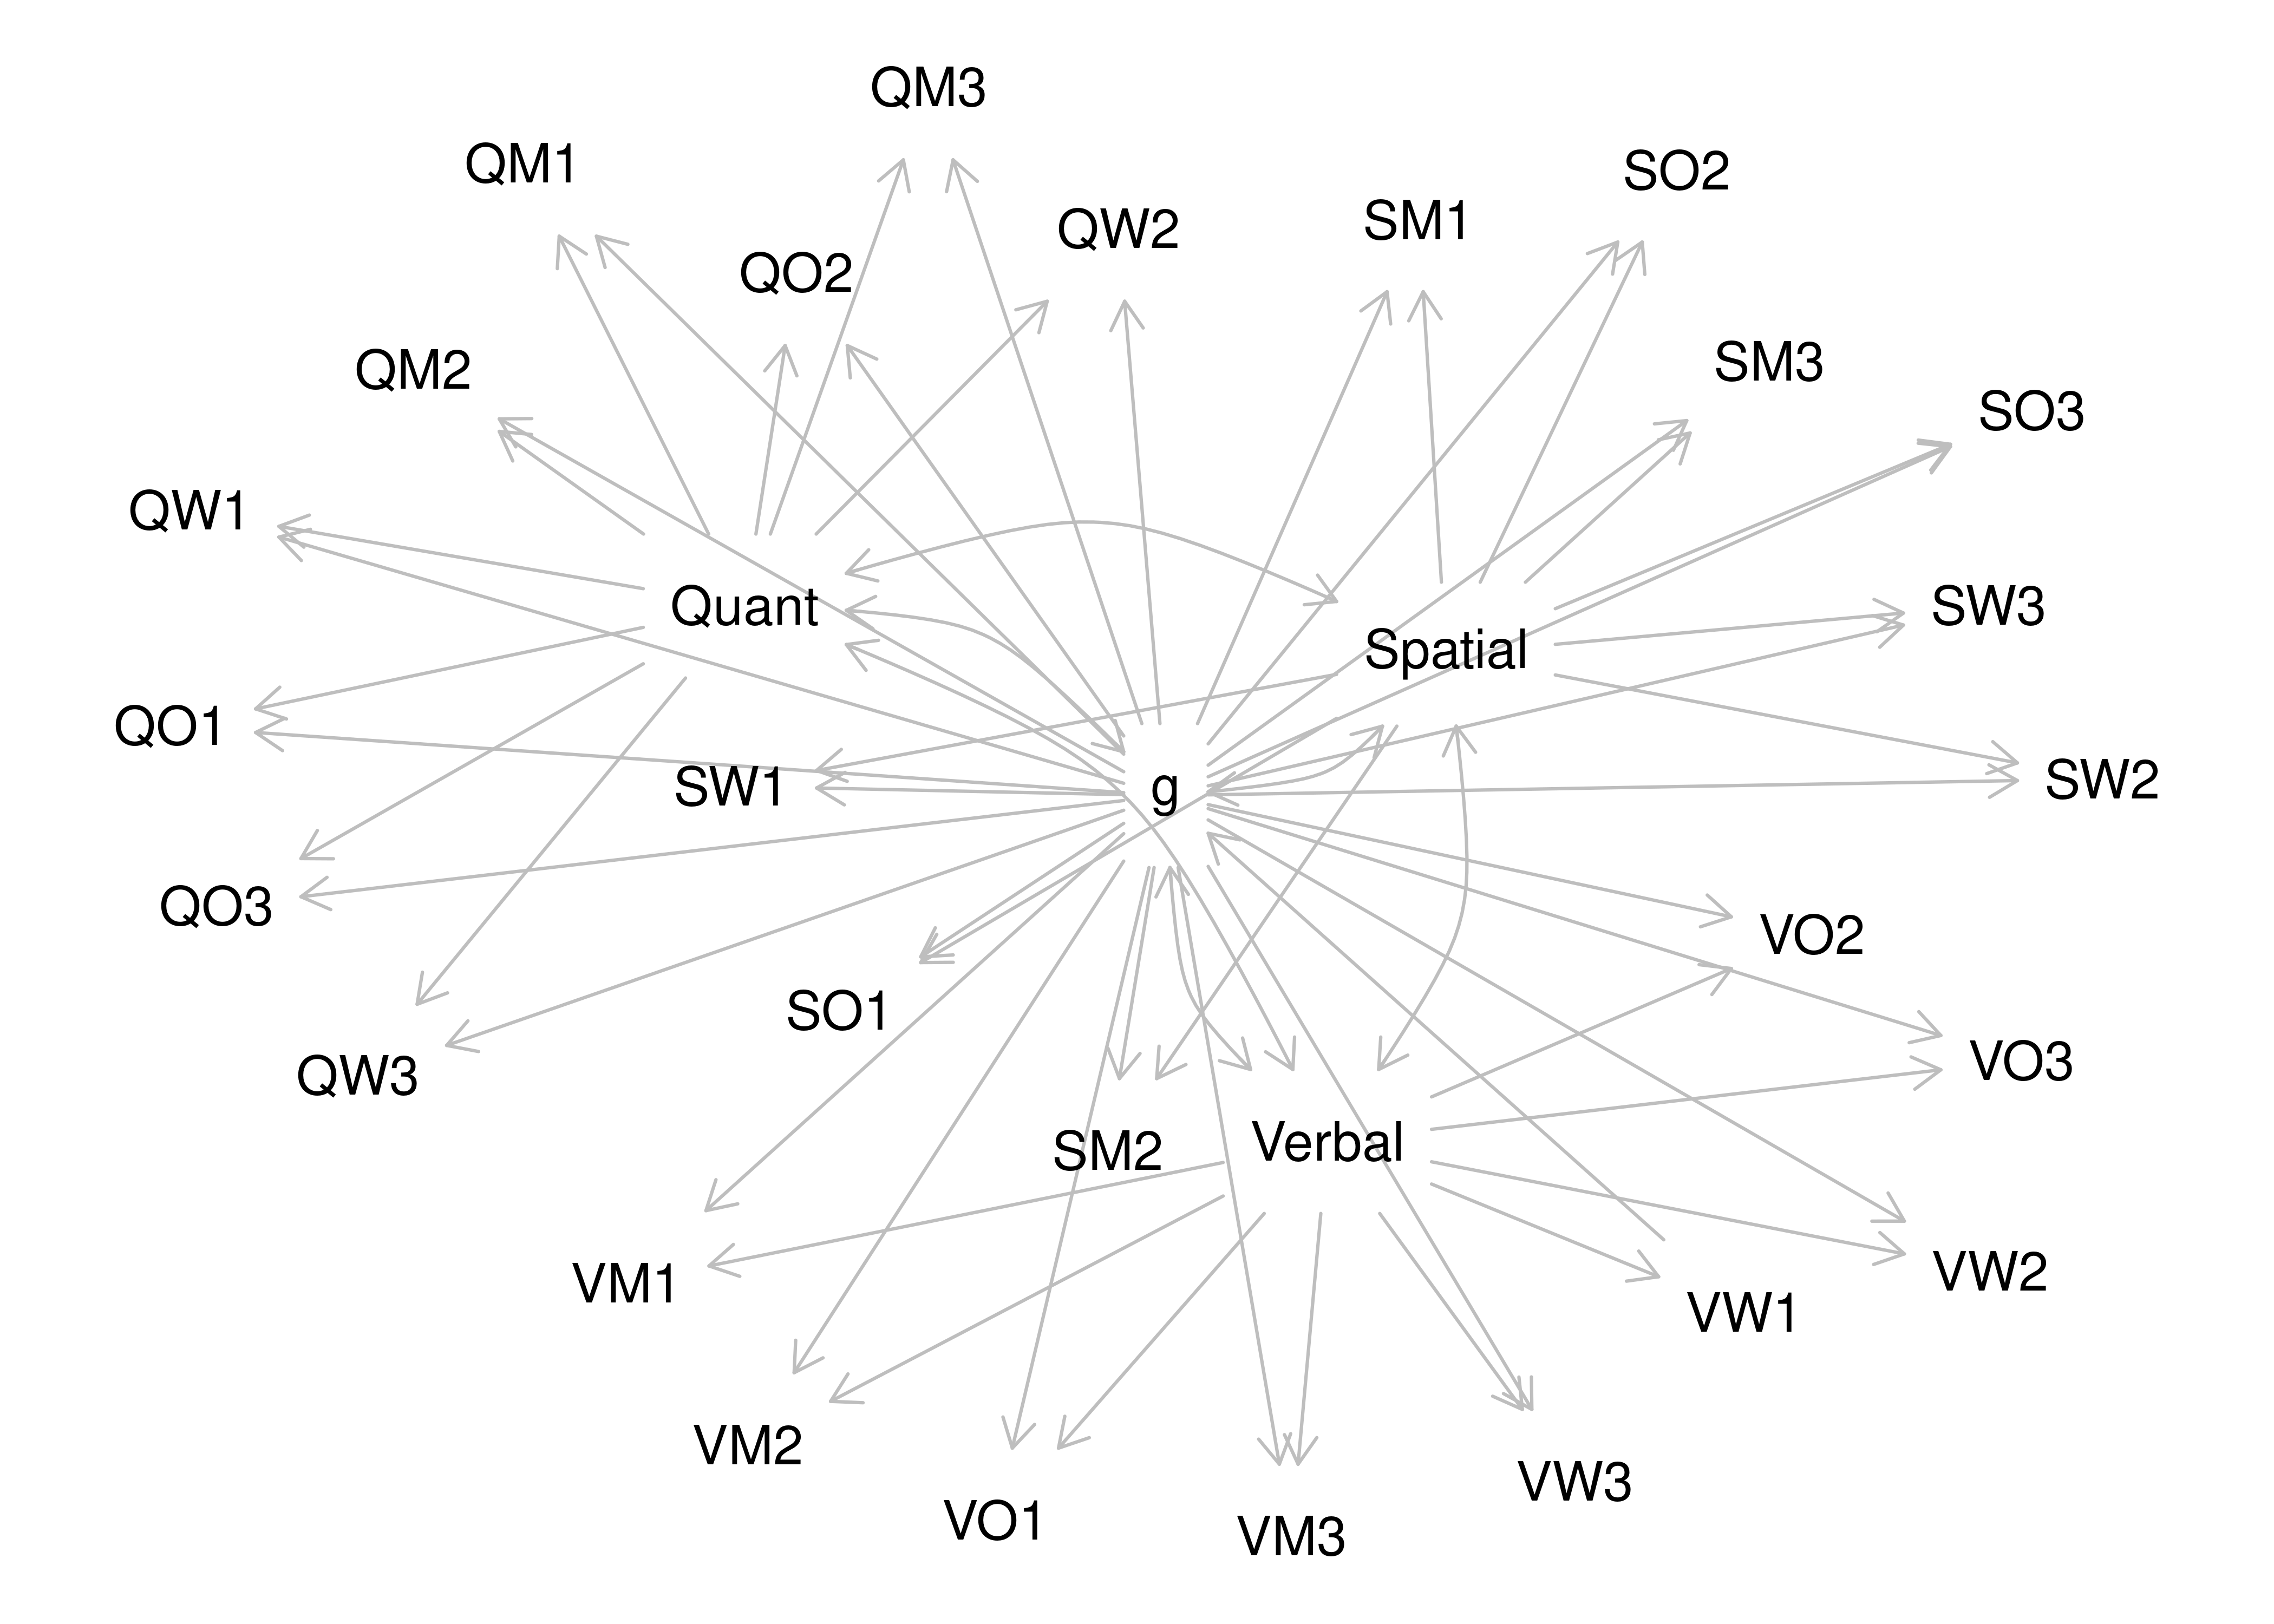 QM3
QM1
SO2
SM1
QW2
QO2
SM3
QM2
SO3
QW1
Quant
SW3
Spatial
QO1
SW1
g
SW2
QO3
VO2
SO1
VO3
QW3
SM2
Verbal
VM1
VW2
VW1
VM2
VW3
VO1
VM3